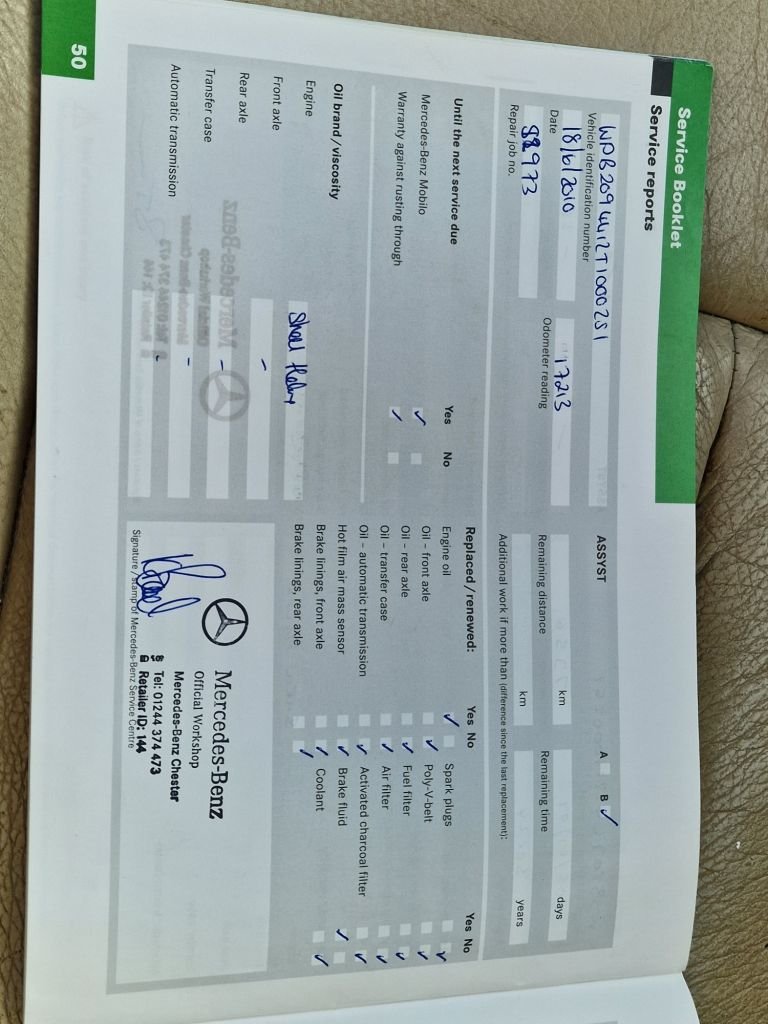 Service Booklet
Service reports
WPB2094412T1000251
Vehicle identification number
18/6/2010
17213
Date
Odometer reading
88973
Repair job no.
Until the next service due
Yes No
Mercedes-Benz Mobilo ✓
Warranty against rusting through ✓
Oil brand / viscosity
Engine Shell Helix
Front axle -
Rear axle -
Transfer case -
Automatic transmission -
ASSYST A B ✓
km days
Remaining distance Remaining time
Additional work if more than (difference since the last replacement):
km years
Replaced / renewed:
Yes No
Engine oil ✓
Oil – front axle ✓
Oil – rear axle ✓
Oil – transfer case ✓
Oil – automatic transmission ✓
Hot film air mass sensor ✓
Brake linings, front axle ✓
Brake linings, rear axle ✓
Yes No
Spark plugs ✓
Poly-V-belt ✓
Fuel filter ✓
Air filter ✓
Activated charcoal filter ✓
Brake fluid ✓
Coolant ✓
Mercedes-Benz
Official Workshop
Mercedes-Benz Chester
Tel: 01244 374 473
Retailer ID: 144
Signature / stamp of Mercedes-Benz Service Centre
50